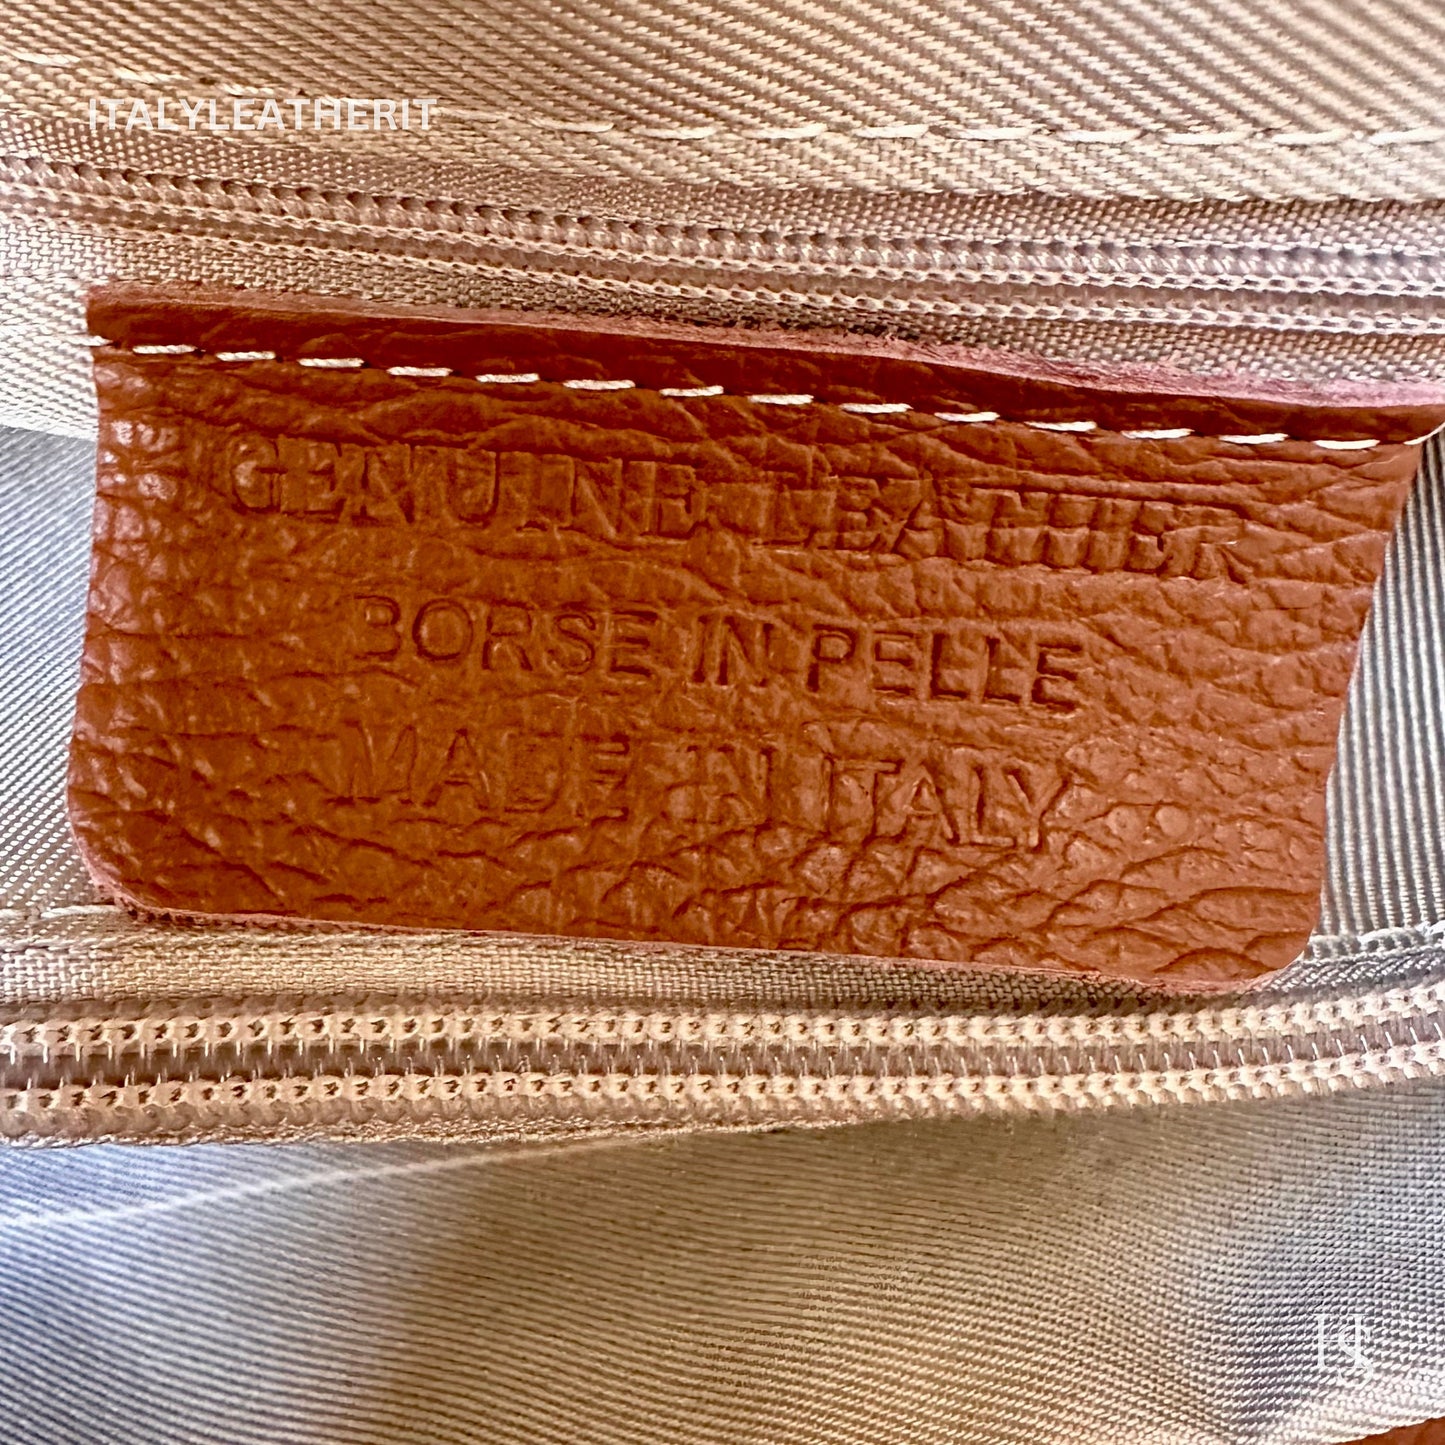 ITALYLEATHERIT
GENUINE LEATHER
BORSE IN PELLE
MADE IN ITALY